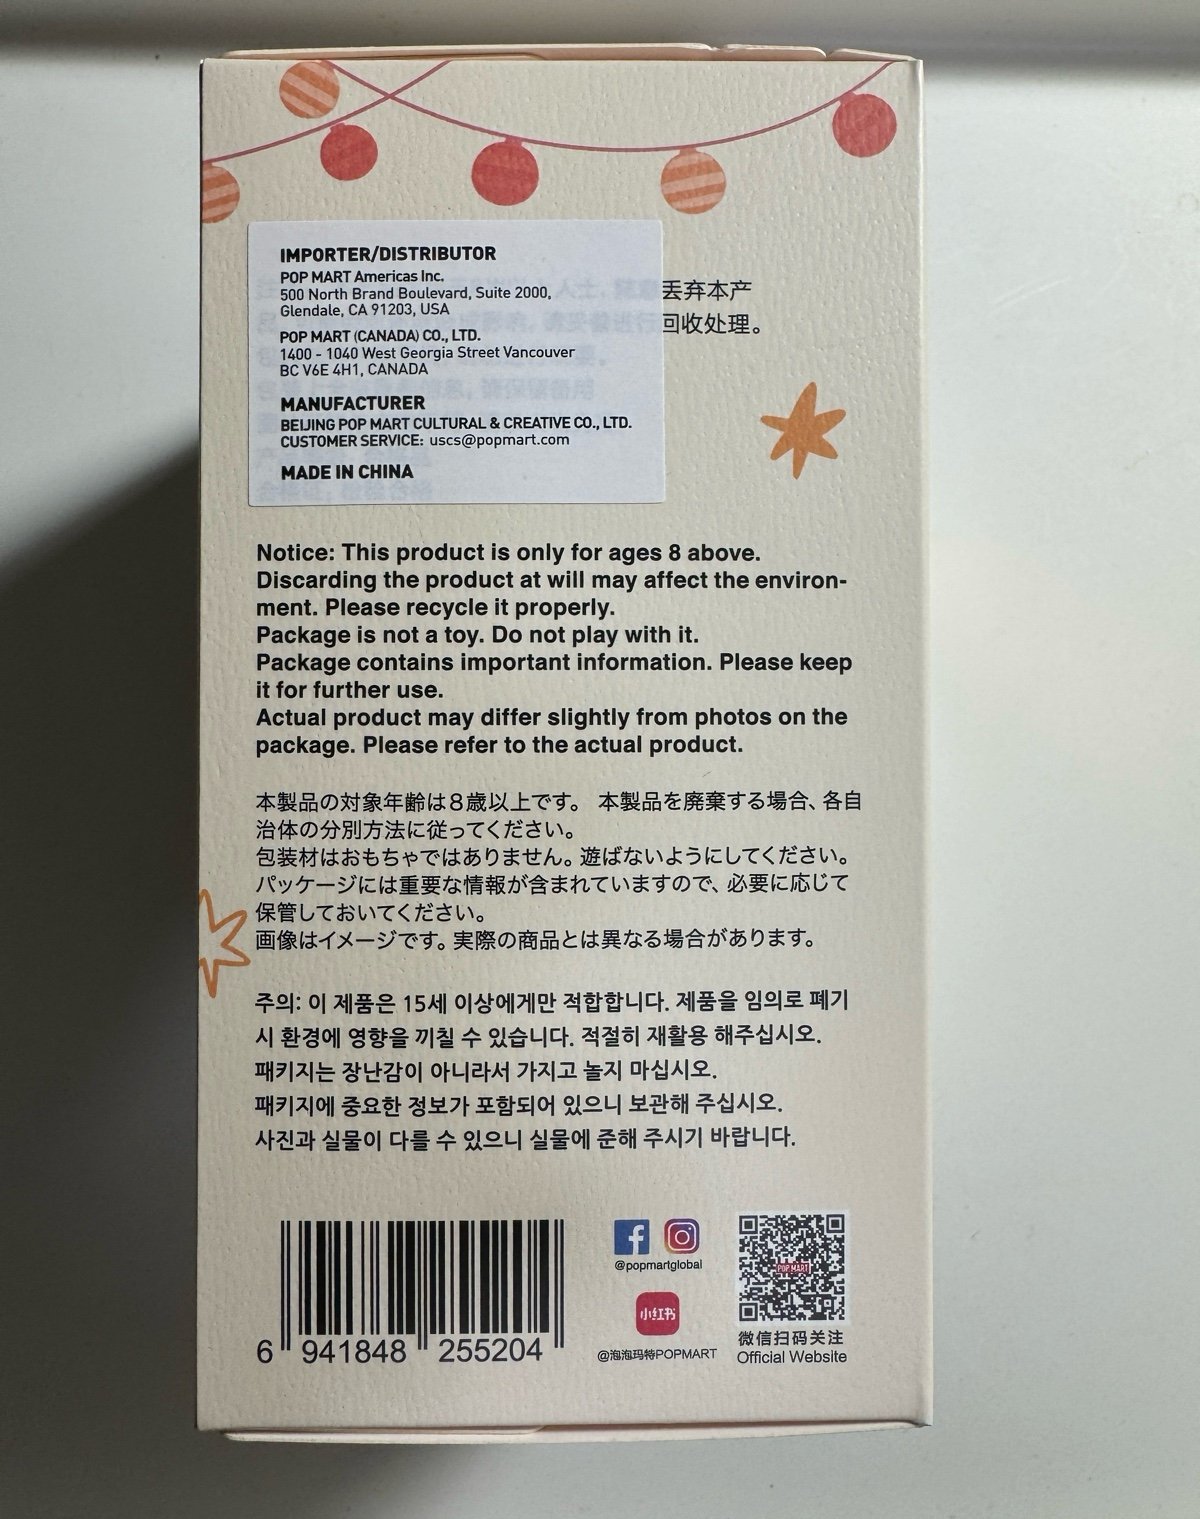 IMPORTER/DISTRIBUTOR
POP MART Americas Inc.
500 North Brand Boulevard, Suite 2000,
Glendale, CA 91203, USA
POP MART (CANADA) CO., LTD.
1400 - 1040 West Georgia Street Vancouver
BC V6E 4H1, CANADA
MANUFACTURER
BEIJING POP MART CULTURAL & CREATIVE CO., LTD.
CUSTOMER SERVICE: uscs@popmart.com
MADE IN CHINA
丢弃本产
回收处理。
Notice: This product is only for ages 8 above.
Discarding the product at will may affect the environ-
ment. Please recycle it properly.
Package is not a toy. Do not play with it.
Package contains important information. Please keep
it for further use.
Actual product may differ slightly from photos on the
package. Please refer to the actual product.
本製品の対象年齢は8歳以上です。 本製品を廃棄する場合、各自
治体の分別方法に従ってください。
包装材はおもちゃではありません。遊ばないようにしてください。
パッケージには重要な情報が含まれていますので、必要に応じて
保管しておいてください。
画像はイメージです。実際の商品とは異なる場合があります。
주의: 이 제품은 15세 이상에게만 적합합니다. 제품을 임의로 폐기
시 환경에 영향을 끼칠 수 있습니다. 적절히 재활용 해주십시오.
패키지는 장난감이 아니라서 가지고 놀지 마십시오.
패키지에 중요한 정보가 포함되어 있으니 보관해 주십시오.
사진과 실물이 다를 수 있으니 실물에 준해 주시기 바랍니다.
6 941848 255204
@popmartglobal
小红书
@泡泡玛特POPMART
POP MART
微信扫码关注
Official Website